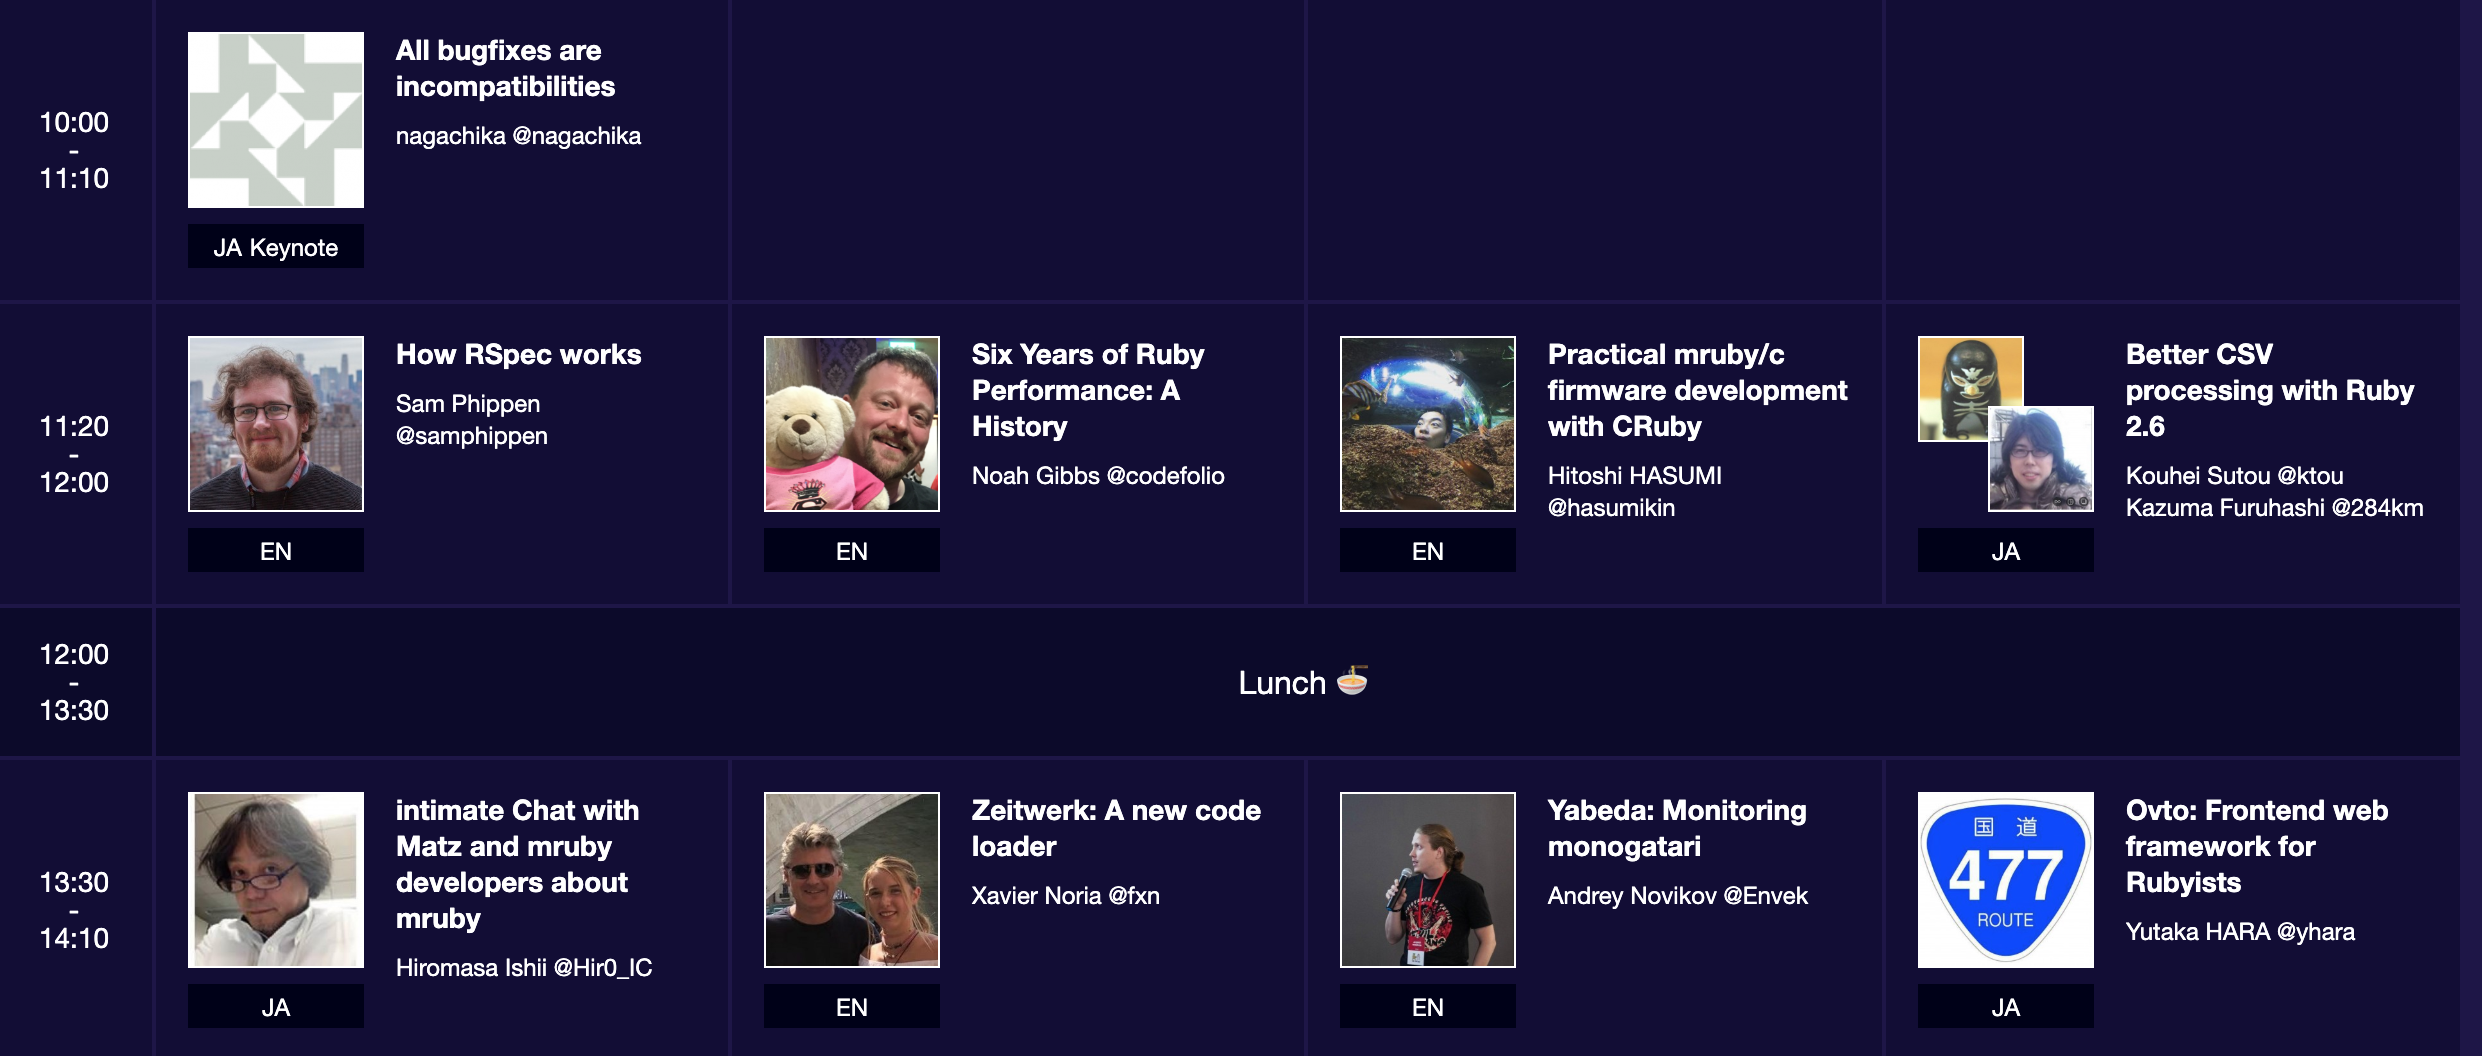 10:00
-
11:10
All bugfixes are
incompatibilities
nagachika @nagachika
JA Keynote
11:20
-
12:00
How RSpec works
Sam Phippen
@samphippen
EN
Six Years of Ruby
Performance: A
History
Noah Gibbs @codefolio
EN
Practical mruby/c
firmware development
with CRuby
Hitoshi HASUMI
@hasumikin
EN
Better CSV
processing with Ruby
2.6
Kouhei Sutou @ktou
Kazuma Furuhashi @284km
JA
12:00
-
13:30
Lunch 🍜
13:30
-
14:10
intimate Chat with
Matz and mruby
developers about
mruby
Hiromasa Ishii @Hir0_IC
JA
Zeitwerk: A new code
loader
Xavier Noria @fxn
EN
Yabeda: Monitoring
monogatari
Andrey Novikov @Envek
EN
国道
477
ROUTE
Ovto: Frontend web
framework for
Rubyists
Yutaka HARA @yhara
JA